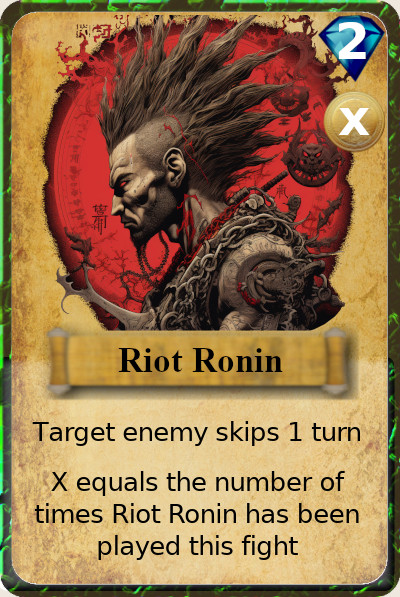 2
X
Riot Ronin
Target enemy skips 1 turn
X equals the number of
times Riot Ronin has been
played this fight